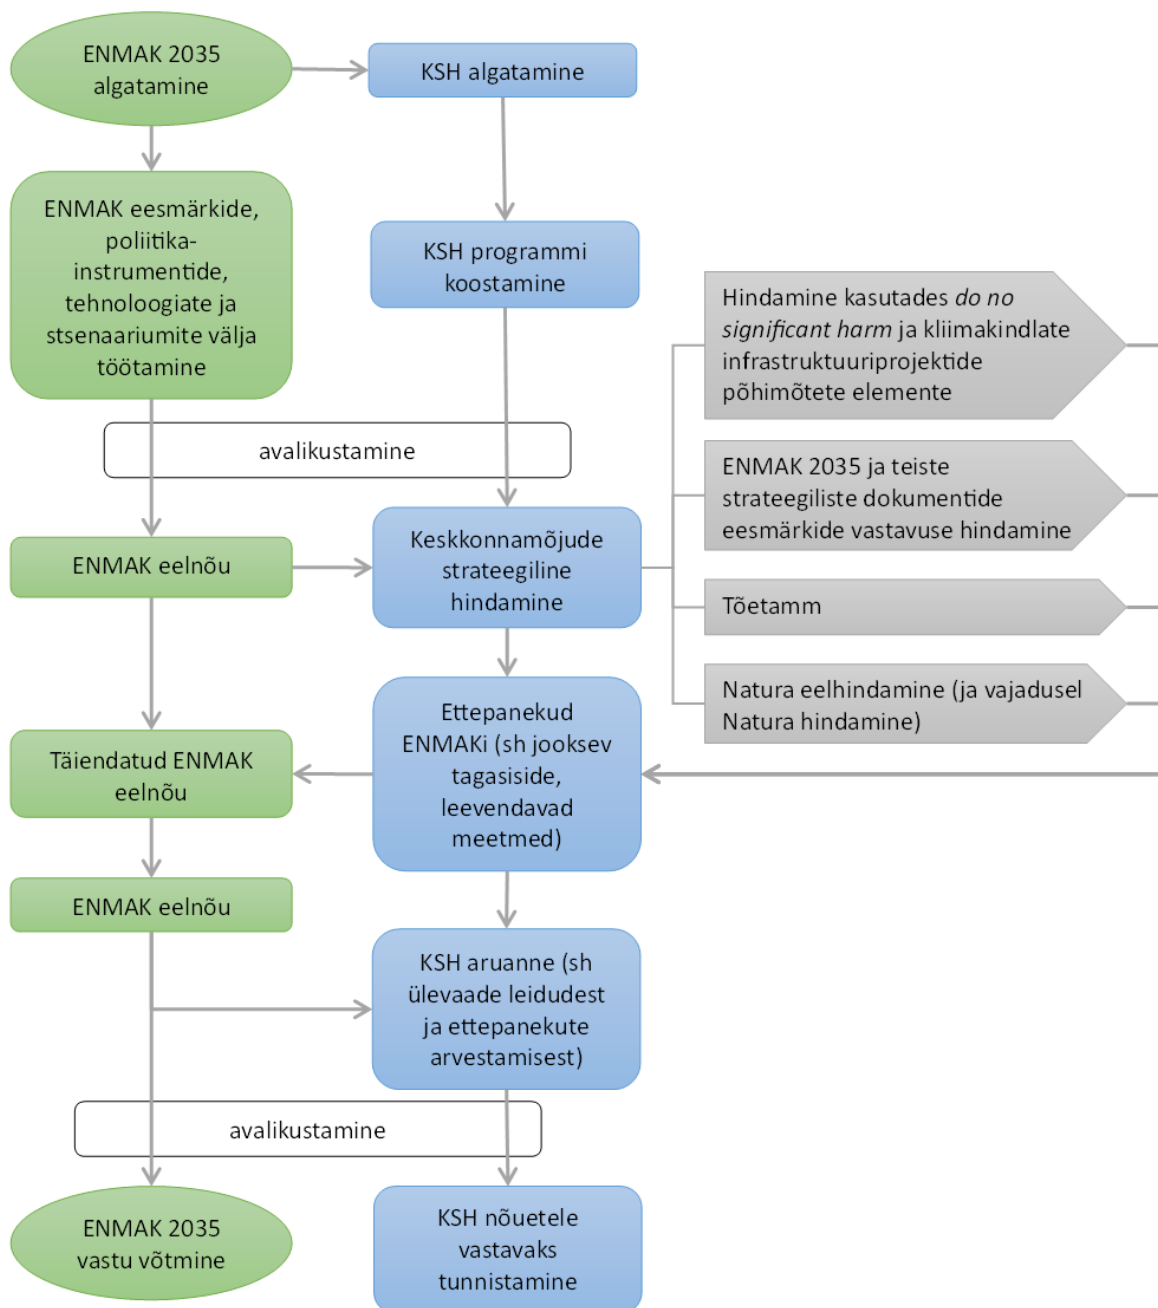 ENMAK 2035
algatamine
KSH algatamine
ENMAK eesmärkide,
poliitika-
instrumentide,
tehnoloogiate ja
stsenaariumite välja
töötamine
KSH programmi
koostamine
Hindamine kasutades do no
significant harm ja kliimakindlate
infrastruktuuriprojektide
põhimõtete elemente
avalikustamine
ENMAK 2035 ja teiste
strateegiliste dokumentide
eesmärkide vastavuse hindamine
ENMAK eelnõu
Keskkonnamõjude
strateegiline
hindamine
Tõetamm
Natura eelhindamine (ja vajadusel
Natura hindamine)
Täiendatud ENMAK
eelnõu
Ettepanekud
ENMAKi (sh jooksev
tagasiside,
leevendavad
meetmed)
ENMAK eelnõu
KSH aruanne (sh
ülevaade leidudest
ja ettepanekute
arvestamisest)
avalikustamine
ENMAK 2035
vastu võtmine
KSH nõuetele
vastavaks
tunnistamine